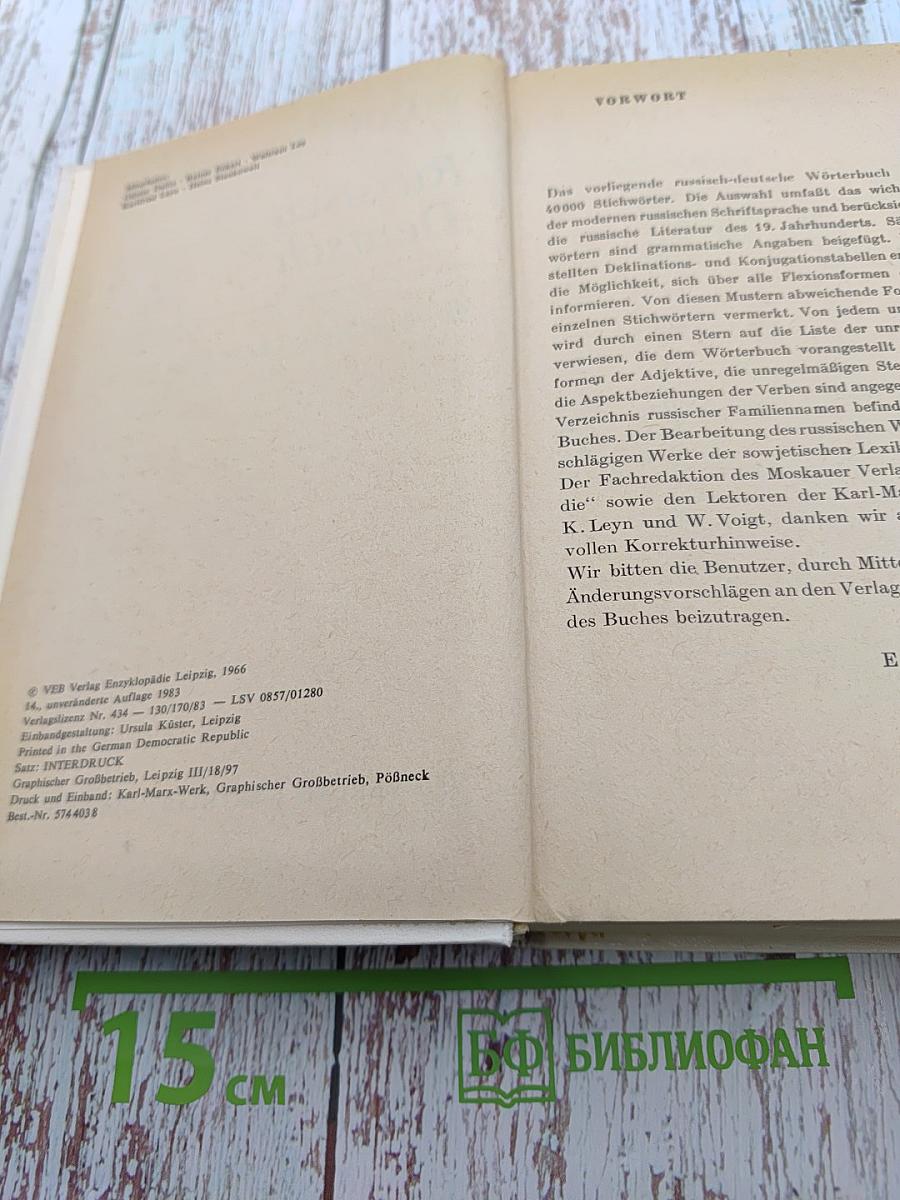 © VEB Verlag Enzyklopädie Leipzig, 1966
14., unveränderte Auflage 1983
Verlagslizenz Nr. 434 — 130/170/83 — LSV 0857/01280
Einbandgestaltung: Ursula Küster, Leipzig
Printed in the German Democratic Republic
Satz: INTERDRUCK
Graphischer Großbetrieb, Leipzig III/18/97
Druck und Einband: Karl-Marx-Werk, Graphischer Großbetrieb, Pößneck
Best.-Nr. 574 403 8
VORWORT
Das vorliegende russisch-deutsche Wörterbuch
40000 Stichwörter. Die Auswahl umfaßt das wich
der modernen russischen Schriftsprache und berücksi
die russische Literatur des 19. Jahrhunderts. Sä
wörtern sind grammatische Angaben beigefügt.
stellten Deklinations- und Konjugationstabellen e
die Möglichkeit, sich über alle Flexionsformen
informieren. Von diesen Mustern abweichende Fo
einzelnen Stichwörtern vermerkt. Von jedem u
wird durch einen Stern auf die Liste der unr
verwiesen, die dem Wörterbuch vorangestellt
formen der Adjektive, die unregelmäßigen Ste
die Aspektbeziehungen der Verben sind angege
Verzeichnis russischer Familiennamen befind
Buches. Der Bearbeitung des russischen W
schlägigen Werke der sowjetischen Lexik
Der Fachredaktion des Moskauer Verla
die“ sowie den Lektoren der Karl-Ma
K. Leyn und W. Voigt, danken wir a
vollen Korrekturhinweise.
Wir bitten die Benutzer, durch Mitte
Änderungsvorschlägen an den Verlag
des Buches beizutragen.
E
15 см
БФ БИБЛИОФАН